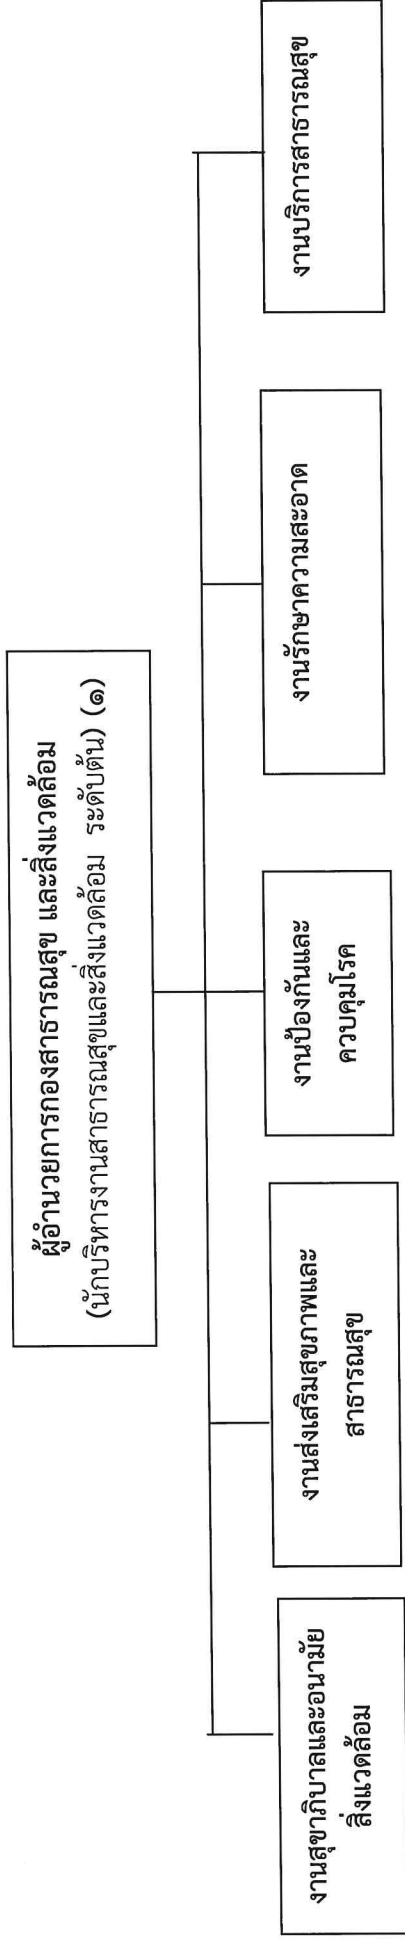 ผู้อำนวยการกองสาธารณสุข และสิ่งแวดล้อม
(นักบริหารงานสาธารณสุขและสิ่งแวดล้อม ระดับต้น) (๑)
งานสุขาภิบาลและอนามัย
สิ่งแวดล้อม
งานส่งเสริมสุขภาพและ
สาธารณสุข
งานป้องกันและ
ควบคุมโรค
งานรักษาความสะอาด
งานบริการสาธารณสุข